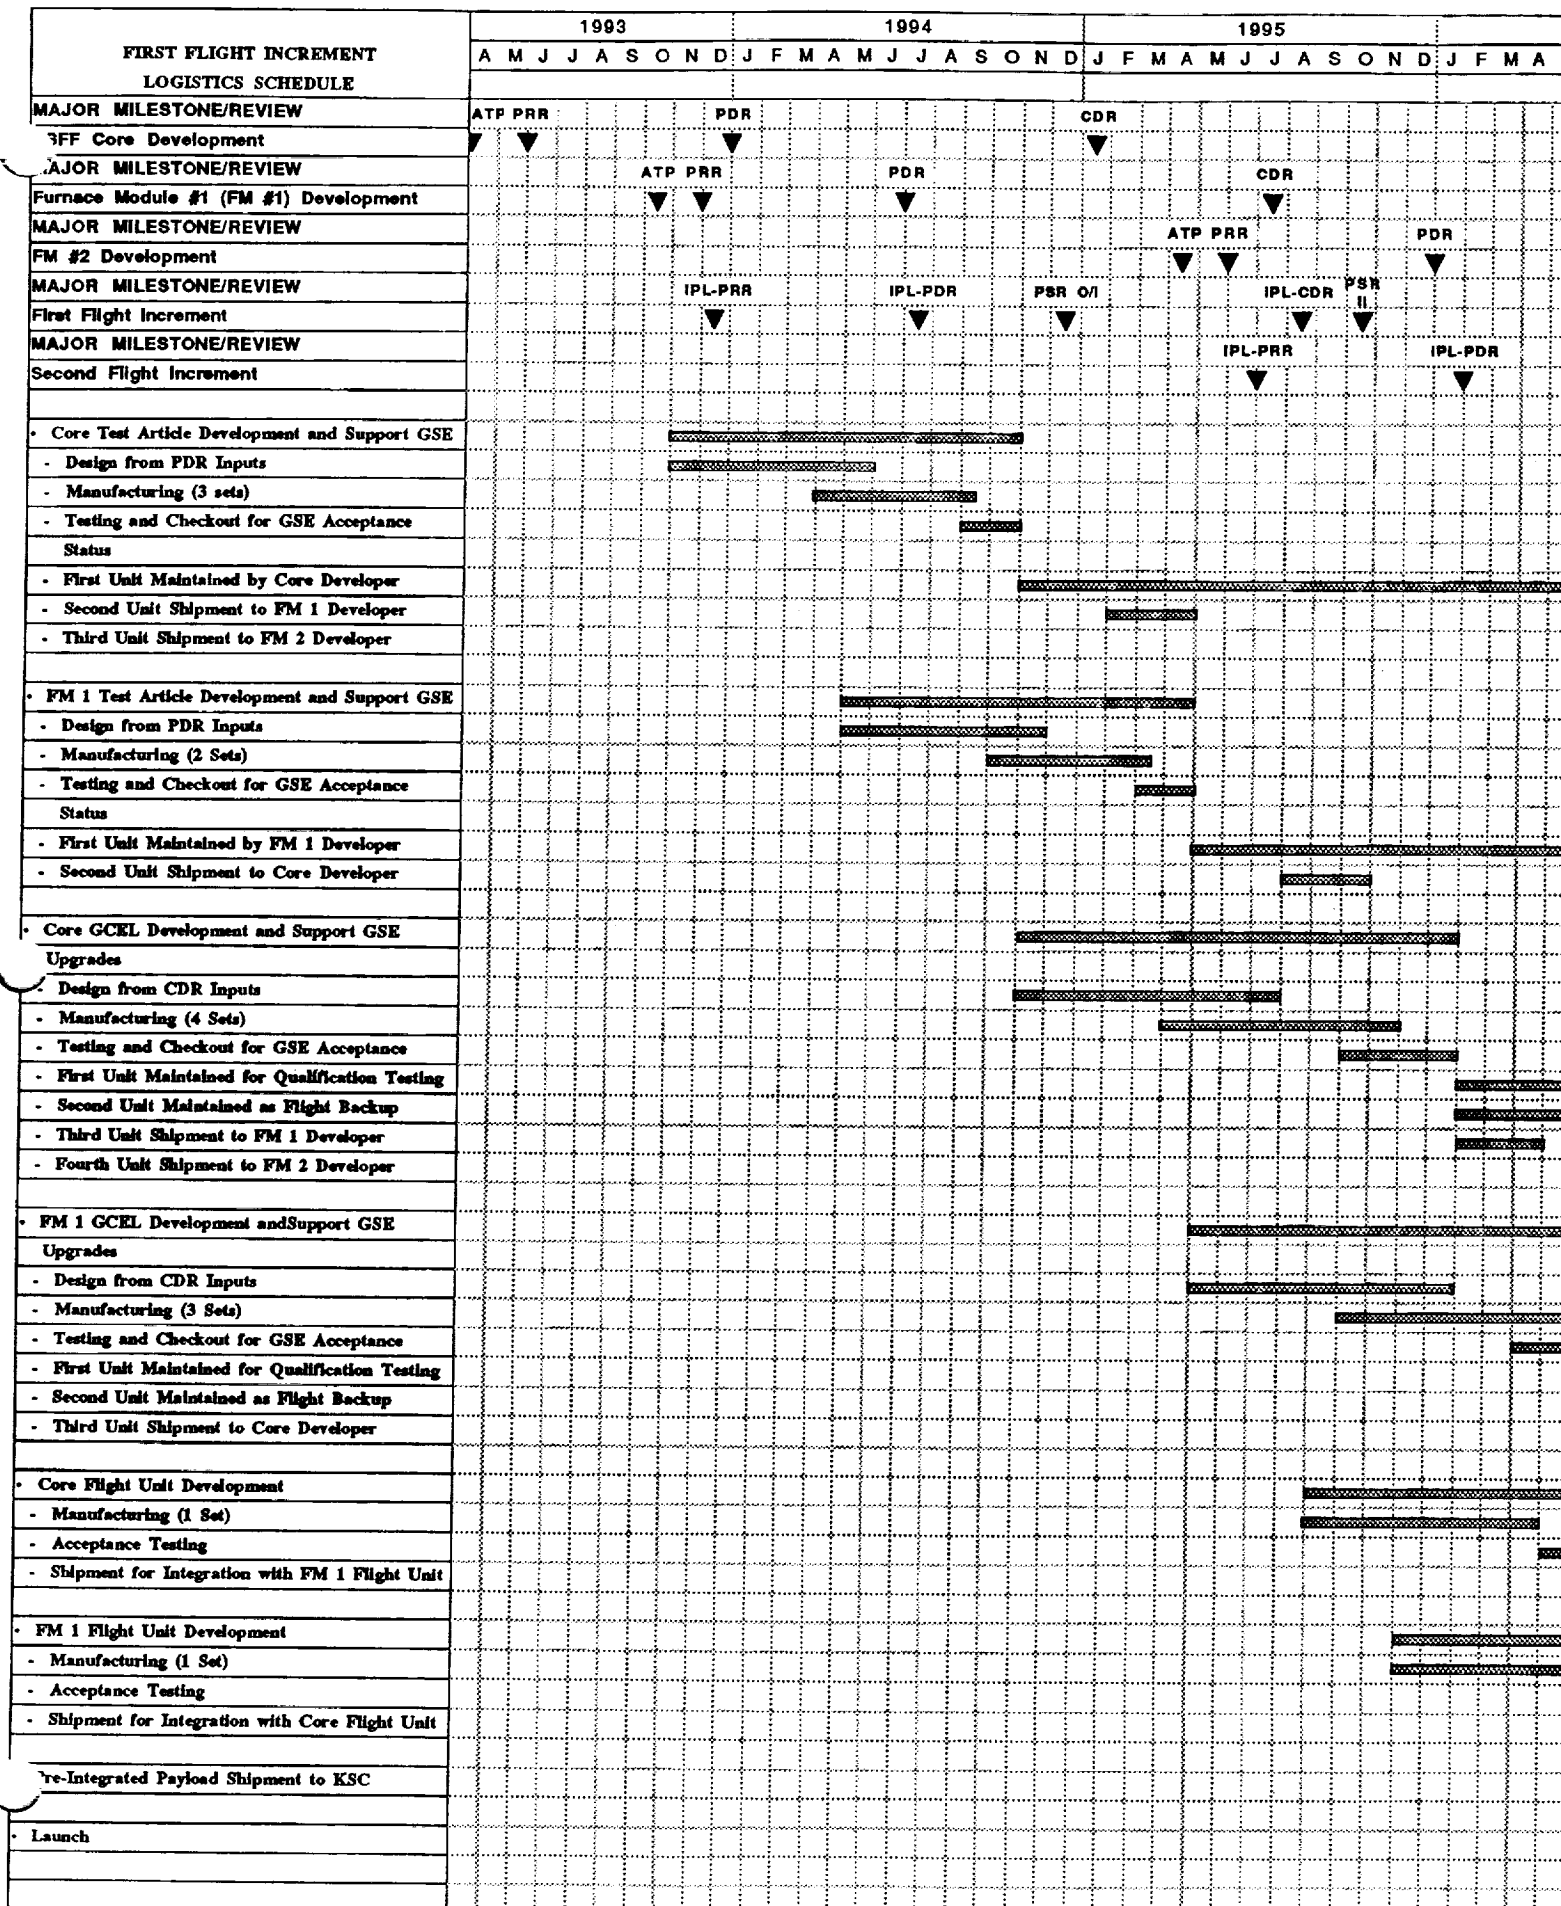 1993 1994 1995
FIRST FLIGHT INCREMENT
A M J J A S O N D J F M A M J J A S O N D J F M A M J J A S O N D J F M A
LOGISTICS SCHEDULE
MAJOR MILESTONE/REVIEW ATP PRR PDR CDR
Core Development
MAJOR MILESTONE/REVIEW ATP PRR PDR CDR
Furnace Module #1 (FM #1) Development
MAJOR MILESTONE/REVIEW ATP PRR PDR
FM #2 Development
MAJOR MILESTONE/REVIEW IPL-PRR IPL-PDR PSR O/I IPL-CDR PSR II
First Flight Increment
MAJOR MILESTONE/REVIEW IPL-PRR IPL-PDR
Second Flight Increment
• Core Test Article Development and Support GSE
- Design from PDR Inputs
- Manufacturing (3 sets)
- Testing and Checkout for GSE Acceptance
Status
- First Unit Maintained by Core Developer
- Second Unit Shipment to FM 1 Developer
- Third Unit Shipment to FM 2 Developer
• FM 1 Test Article Development and Support GSE
- Design from PDR Inputs
- Manufacturing (2 Sets)
- Testing and Checkout for GSE Acceptance
Status
- First Unit Maintained by FM 1 Developer
- Second Unit Shipment to Core Developer
• Core GCEL Development and Support GSE
Upgrades
- Design from CDR Inputs
- Manufacturing (4 Sets)
- Testing and Checkout for GSE Acceptance
- First Unit Maintained for Qualification Testing
- Second Unit Maintained as Flight Backup
- Third Unit Shipment to FM 1 Developer
- Fourth Unit Shipment to FM 2 Developer
• FM 1 GCEL Development andSupport GSE
Upgrades
- Design from CDR Inputs
- Manufacturing (3 Sets)
- Testing and Checkout for GSE Acceptance
- First Unit Maintained for Qualification Testing
- Second Unit Maintained as Flight Backup
- Third Unit Shipment to Core Developer
• Core Flight Unit Development
- Manufacturing (1 Set)
- Acceptance Testing
- Shipment for Integration with FM 1 Flight Unit
• FM 1 Flight Unit Development
- Manufacturing (1 Set)
- Acceptance Testing
- Shipment for Integration with Core Flight Unit
Pre-Integrated Payload Shipment to KSC
• Launch